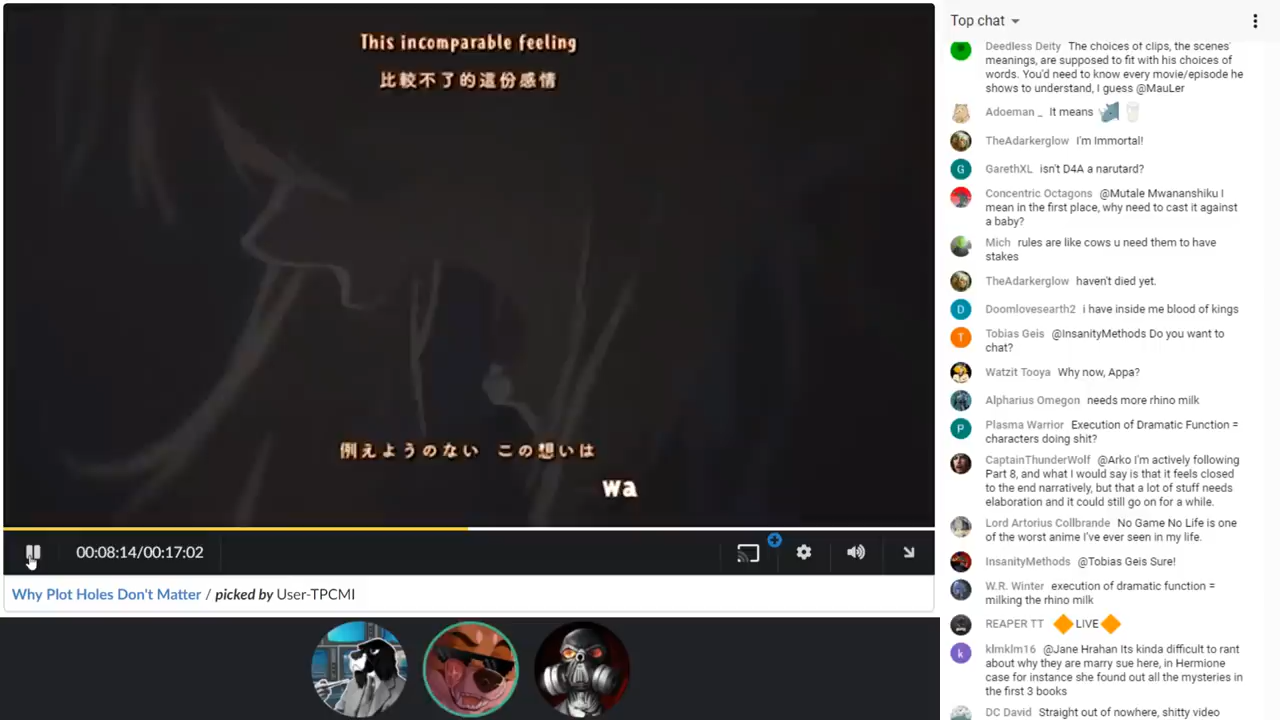 This incomparable feeling
比較不了的這份感情
例えようのない この想いは
wa
00:08:14/00:17:02
Why Plot Holes Don't Matter / picked by User-TPCMI
Top chat
Deedless Deity The choices of clips, the scenes'
meanings, are supposed to fit with his choices of
words. You'd need to know every movie/episode he
shows to understand, I guess @MauLer
Adoeman _ It means
TheAdarkerglow I'm Immortal!
G
GarethXL isn't D4A a narutard?
Concentric Octagons @Mutale Mwananshiku I
mean in the first place, why need to cast it against
a baby?
Mich rules are like cows u need them to have
stakes
TheAdarkerglow haven't died yet.
D
Doomlovesearth2 i have inside me blood of kings
T
Tobias Geis @InsanityMethods Do you want to
chat?
Watzit Tooya Why now, Appa?
Alpharius Omegon needs more rhino milk
P
Plasma Warrior Execution of Dramatic Function =
characters doing shit?
CaptainThunderWolf @Arko I'm actively following
Part 8, and what I would say is that it feels closed
to the end narratively, but that a lot of stuff needs
elaboration and it could still go on for a while.
Lord Artorius Collbrande No Game No Life is one
of the worst anime I've ever seen in my life.
InsanityMethods @Tobias Geis Sure!
W.R. Winter execution of dramatic function =
milking the rhino milk
REAPER TT 🔶LIVE🔶
k
klmklm16 @Jane Hrahan Its kinda difficult to rant
about why they are marry sue here, in Hermione
case for instance she found out all the mysteries in
the first 3 books
DC David Straight out of nowhere, shitty video